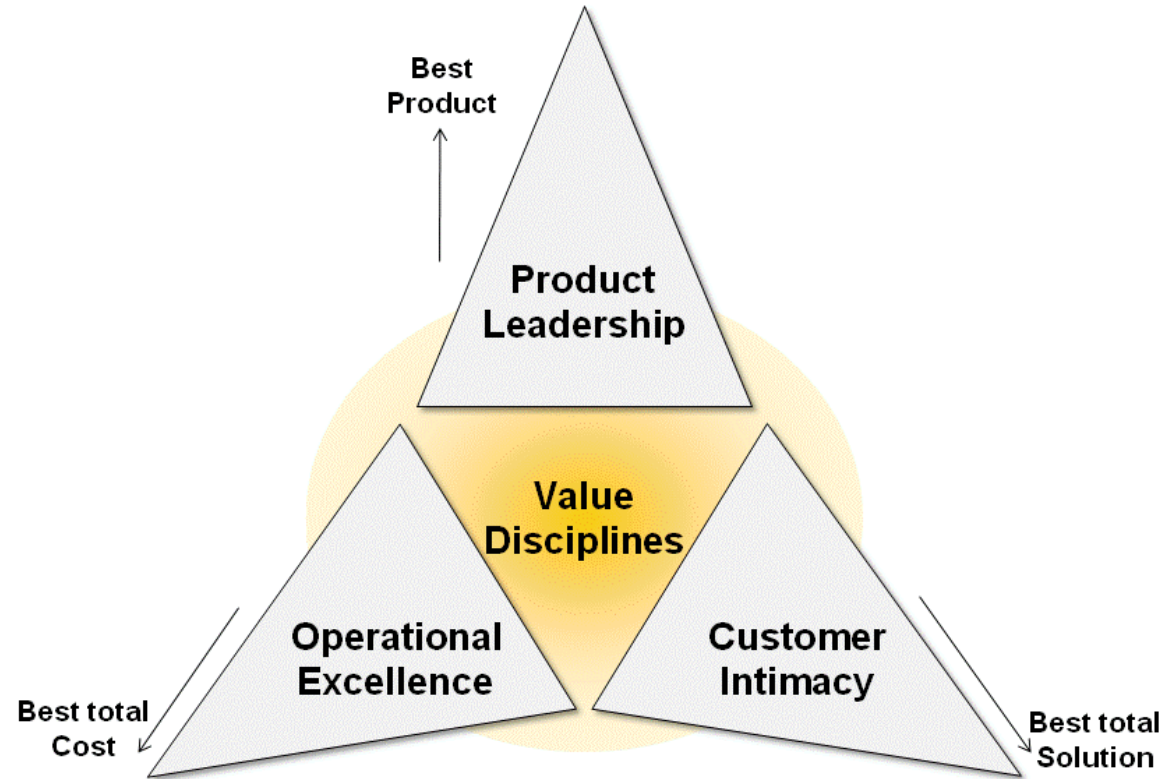 Best
Product
Product
Leadership
Value
Disciplines
Operational
Excellence
Customer
Intimacy
Best total
Cost
Best total
Solution